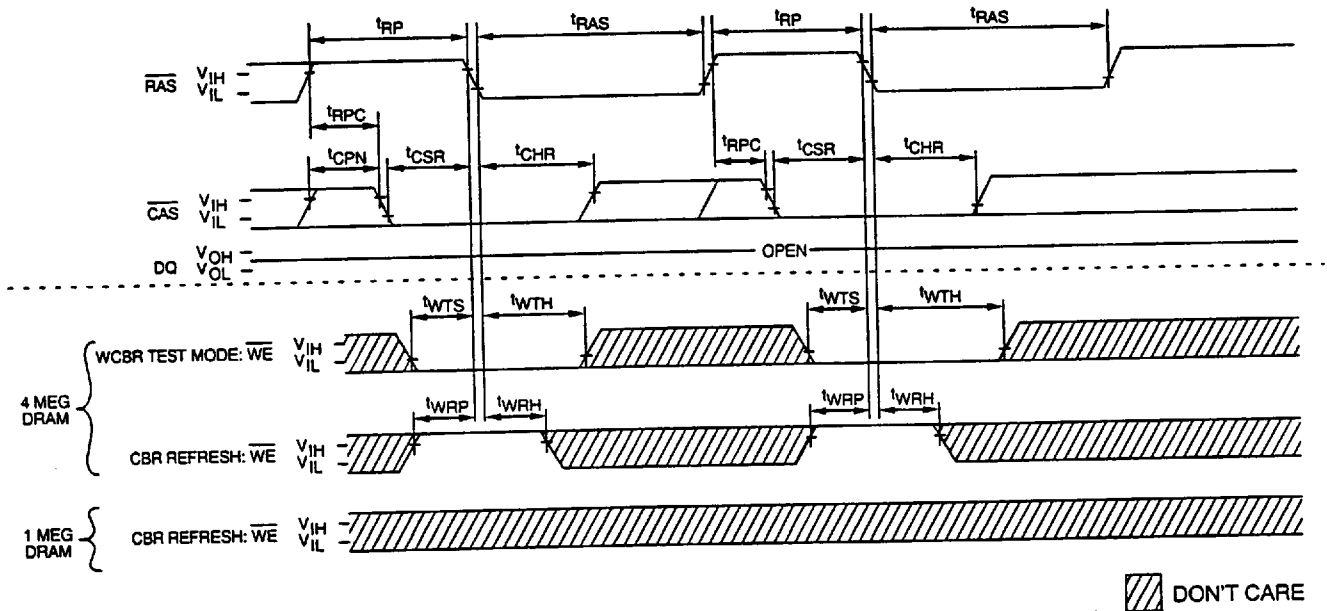 tRP tRAS tRP tRAS
RAS VIH VIL
tRPC
tCPN tCSR tCHR tRPC tCSR tCHR
CAS VIH VIL
DQ VOH VOL OPEN
tWTS tWTH tWTS tWTH
4 MEG DRAM
WCBR TEST MODE: WE VIH VIL
tWRP tWRH tWRP tWRH
CBR REFRESH: WE VIH VIL
1 MEG DRAM
CBR REFRESH: WE VIH VIL
DON'T CARE